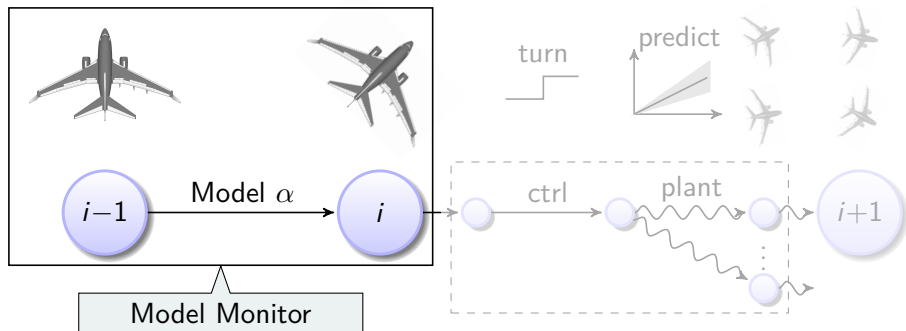 turn
predict
i−1
Model α
i
ctrl
plant
i+1
Model Monitor